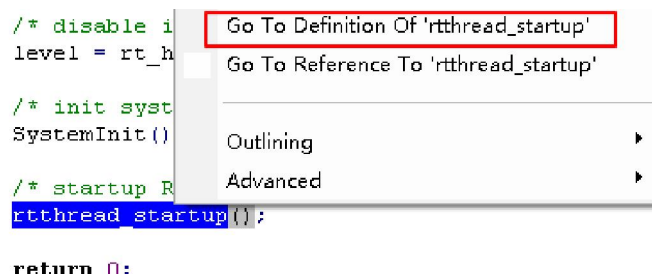 /* disable i
level = rt_h
/* init syst
SystemInit()
/* startup R
rtthread_startup();
return 0;
Go To Definition Of 'rtthread_startup'
Go To Reference To 'rtthread_startup'
Outlining
Advanced